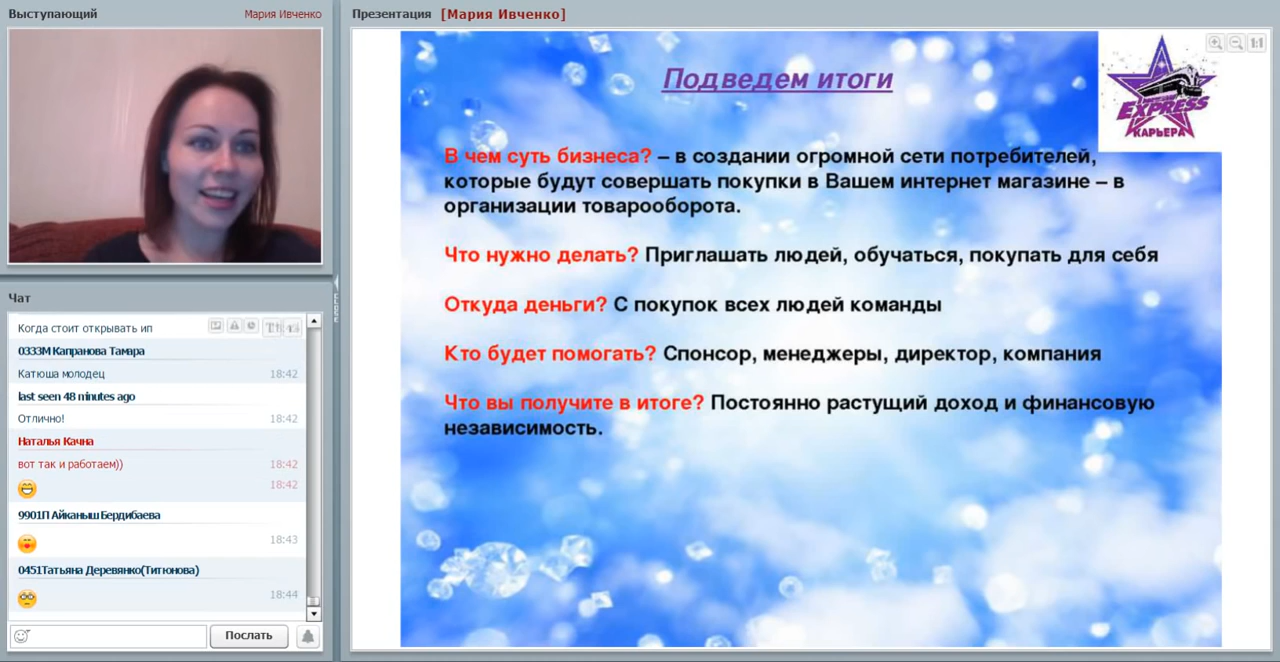 Выступающий
Мария Ивченко
Чат
Когда стоит открывать ип
0333М Капранова Тамара
Катюша молодец 18:42
last seen 48 minutes ago
Отлично! 18:42
Наталья Качна
вот так и работаем)) 18:42
18:42
9901П Айканыш Бердибаева
18:43
0451Татьяна Деревянко(Титюнова)
18:44
Послать
Презентация [Мария Ивченко]
1:1
Подведем итоги
EXPRESS
КАРЬЕРА
В чем суть бизнеса? – в создании огромной сети потребителей,
которые будут совершать покупки в Вашем интернет магазине – в
организации товарооборота.
Что нужно делать? Приглашать людей, обучаться, покупать для себя
Откуда деньги? С покупок всех людей команды
Кто будет помогать? Спонсор, менеджеры, директор, компания
Что вы получите в итоге? Постоянно растущий доход и финансовую
независимость.